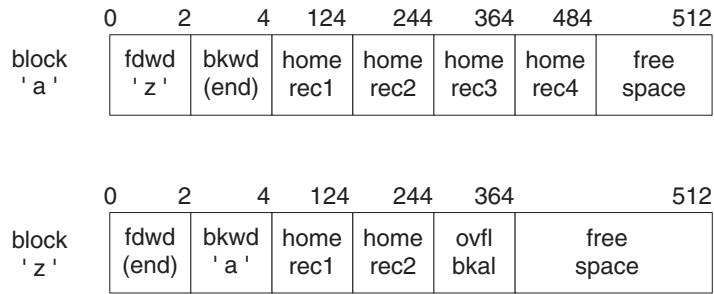 0 2 4 124 244 364 484 512
block fdwd bkwd home home home home free
' a ' ' z ' (end) rec1 rec2 rec3 rec4 space
0 2 4 124 244 364 512
block fdwd bkwd home home ovfl free
' z ' (end) ' a ' rec1 rec2 bkal space